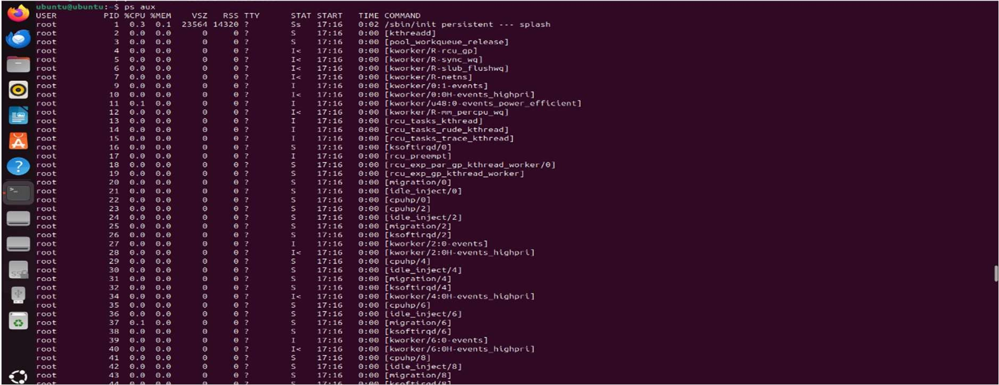 ubuntu@ubuntu:~$ ps aux
USER PID %CPU %MEM VSZ RSS TTY STAT START TIME COMMAND
root 1 0.3 0.1 23564 14320 ? Ss 17:16 0:02 /sbin/init persistent --- splash
root 2 0.0 0.0 0 0 ? S 17:16 0:00 [kthreadd]
root 3 0.0 0.0 0 0 ? S 17:16 0:00 [pool_workqueue_release]
root 4 0.0 0.0 0 0 ? I< 17:16 0:00 [kworker/R-rcu_gp]
root 5 0.0 0.0 0 0 ? I< 17:16 0:00 [kworker/R-sync_wq]
root 6 0.0 0.0 0 0 ? I< 17:16 0:00 [kworker/R-slub_flushwq]
root 7 0.0 0.0 0 0 ? I< 17:16 0:00 [kworker/R-netns]
root 9 0.0 0.0 0 0 ? I 17:16 0:00 [kworker/0:1-events]
root 10 0.0 0.0 0 0 ? I< 17:16 0:00 [kworker/0:0H-events_highpri]
root 11 0.1 0.0 0 0 ? I 17:16 0:00 [kworker/u48:0-events_power_efficient]
root 12 0.0 0.0 0 0 ? I< 17:16 0:00 [kworker/R-mm_percpu_wq]
root 13 0.0 0.0 0 0 ? I 17:16 0:00 [rcu_tasks_kthread]
root 14 0.0 0.0 0 0 ? I 17:16 0:00 [rcu_tasks_rude_kthread]
root 15 0.0 0.0 0 0 ? I 17:16 0:00 [rcu_tasks_trace_kthread]
root 16 0.0 0.0 0 0 ? S 17:16 0:00 [ksoftirqd/0]
root 17 0.0 0.0 0 0 ? I 17:16 0:00 [rcu_preempt]
root 18 0.0 0.0 0 0 ? S 17:16 0:00 [rcu_exp_par_gp_kthread_worker/0]
root 19 0.0 0.0 0 0 ? S 17:16 0:00 [rcu_exp_gp_kthread_worker]
root 20 0.0 0.0 0 0 ? S 17:16 0:00 [migration/0]
root 21 0.0 0.0 0 0 ? S 17:16 0:00 [idle_inject/0]
root 22 0.0 0.0 0 0 ? S 17:16 0:00 [cpuhp/0]
root 23 0.0 0.0 0 0 ? S 17:16 0:00 [cpuhp/2]
root 24 0.0 0.0 0 0 ? S 17:16 0:00 [idle_inject/2]
root 25 0.0 0.0 0 0 ? S 17:16 0:00 [migration/2]
root 26 0.0 0.0 0 0 ? S 17:16 0:00 [ksoftirqd/2]
root 27 0.0 0.0 0 0 ? I 17:16 0:00 [kworker/2:0-events]
root 28 0.0 0.0 0 0 ? I< 17:16 0:00 [kworker/2:0H-events_highpri]
root 29 0.0 0.0 0 0 ? S 17:16 0:00 [cpuhp/4]
root 30 0.0 0.0 0 0 ? S 17:16 0:00 [idle_inject/4]
root 31 0.0 0.0 0 0 ? S 17:16 0:00 [migration/4]
root 32 0.0 0.0 0 0 ? S 17:16 0:00 [ksoftirqd/4]
root 34 0.0 0.0 0 0 ? I< 17:16 0:00 [kworker/4:0H-events_highpri]
root 35 0.0 0.0 0 0 ? S 17:16 0:00 [cpuhp/6]
root 36 0.0 0.0 0 0 ? S 17:16 0:00 [idle_inject/6]
root 37 0.1 0.0 0 0 ? S 17:16 0:00 [migration/6]
root 38 0.0 0.0 0 0 ? S 17:16 0:00 [ksoftirqd/6]
root 39 0.0 0.0 0 0 ? I 17:16 0:00 [kworker/6:0-events]
root 40 0.0 0.0 0 0 ? I< 17:16 0:00 [kworker/6:0H-events_highpri]
root 41 0.0 0.0 0 0 ? S 17:16 0:00 [cpuhp/8]
root 42 0.0 0.0 0 0 ? S 17:16 0:00 [idle_inject/8]
root 43 0.0 0.0 0 0 ? S 17:16 0:00 [migration/8]
root 44 0.0 0.0 0 0 ? S 17:16 0:00 [ksoftirqd/8]